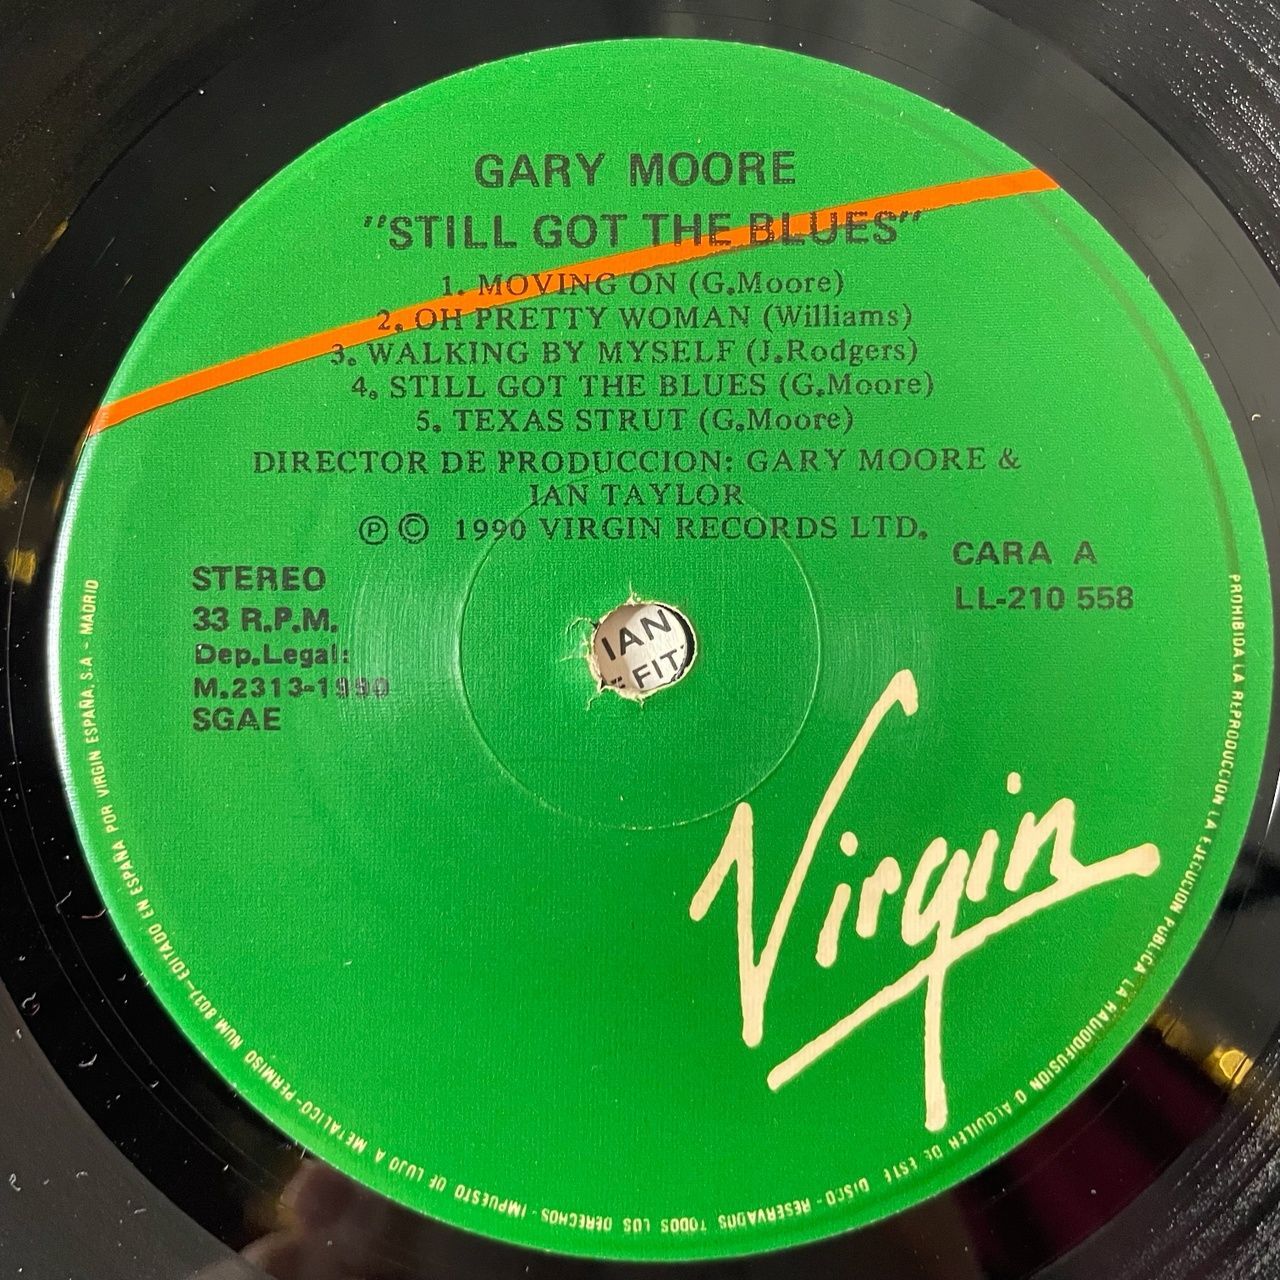 GARY MOORE
"STILL GOT THE BLUES"
1. MOVING ON (G.Moore)
2. OH PRETTY WOMAN (Williams)
3. WALKING BY MYSELF (J.Rodgers)
4. STILL GOT THE BLUES (G.Moore)
5. TEXAS STRUT (G.Moore)
DIRECTOR DE PRODUCCION: GARY MOORE &
IAN TAYLOR
℗ © 1990 VIRGIN RECORDS LTD.
CARA A
LL-210 558
STEREO
33 R.P.M.
Dep.Legal:
M.2313-1990
SGAE
IAN
FIT
Virgin
PROHIBIDA LA REPRODUCCION LA EJECUCION PUBLICA LA RADIODIFUSION O ALQUILER DE ESTE DISCO - RESERVADOS TODOS LOS DERECHOS - IMPUESTO DE LUJO A METALICO - PERMISO NUM 8037 - EDITADO EN ESPAÑA POR VIRGIN ESPAÑA, S.A - MADRID